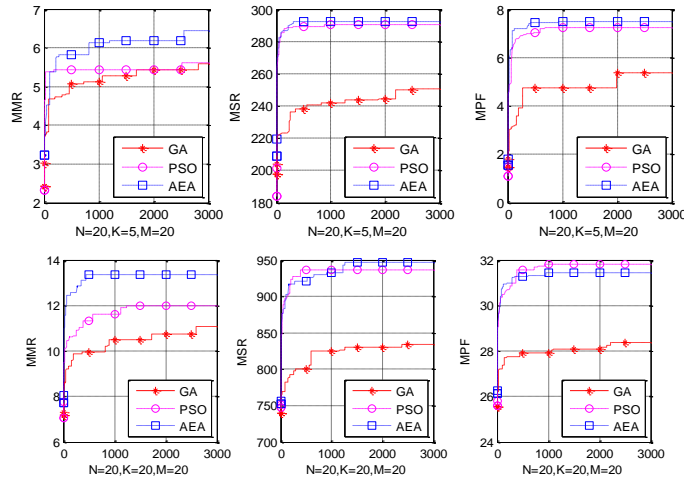 MMR
7
6
5
4
3
2
0
1000
2000
3000
GA
PSO
AEA
N=20,K=5,M=20
MSR
300
280
260
240
220
200
180
0
1000
2000
3000
GA
PSO
AEA
N=20,K=5,M=20
MPF
8
6
4
2
0
0
1000
2000
3000
GA
PSO
AEA
N=20,K=5,M=20
MMR
14
12
10
8
6
0
1000
2000
3000
GA
PSO
AEA
N=20,K=20,M=20
MSR
950
900
850
800
750
700
0
1000
2000
3000
GA
PSO
AEA
N=20,K=20,M=20
MPF
32
30
28
26
24
0
1000
2000
3000
GA
PSO
AEA
N=20,K=20,M=20